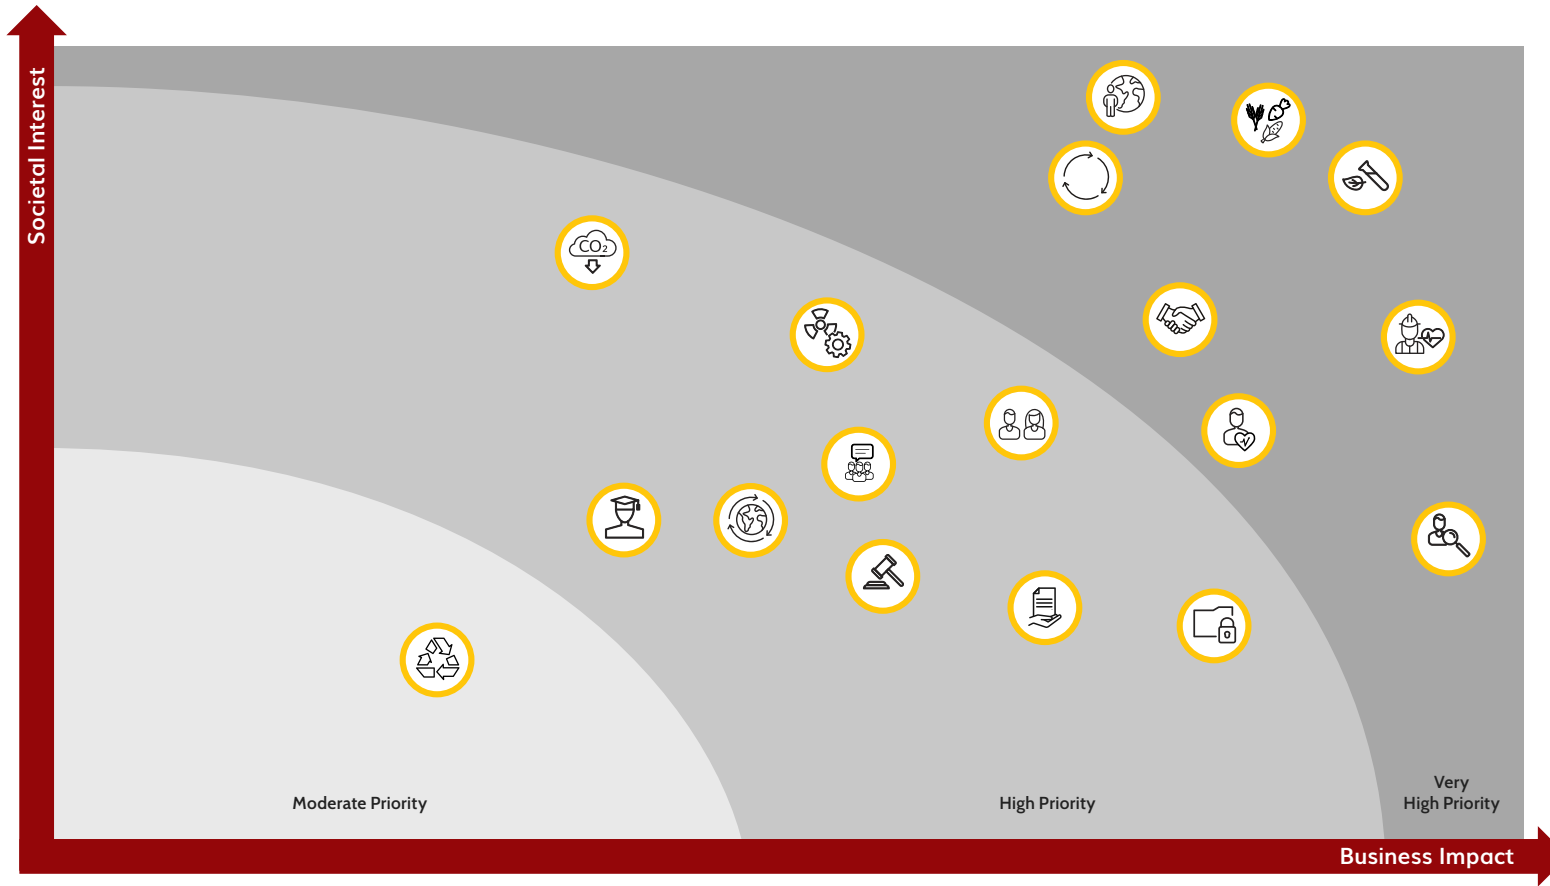 Societal Interest
CO₂
Moderate Priority
High Priority
Very
High Priority
Business Impact